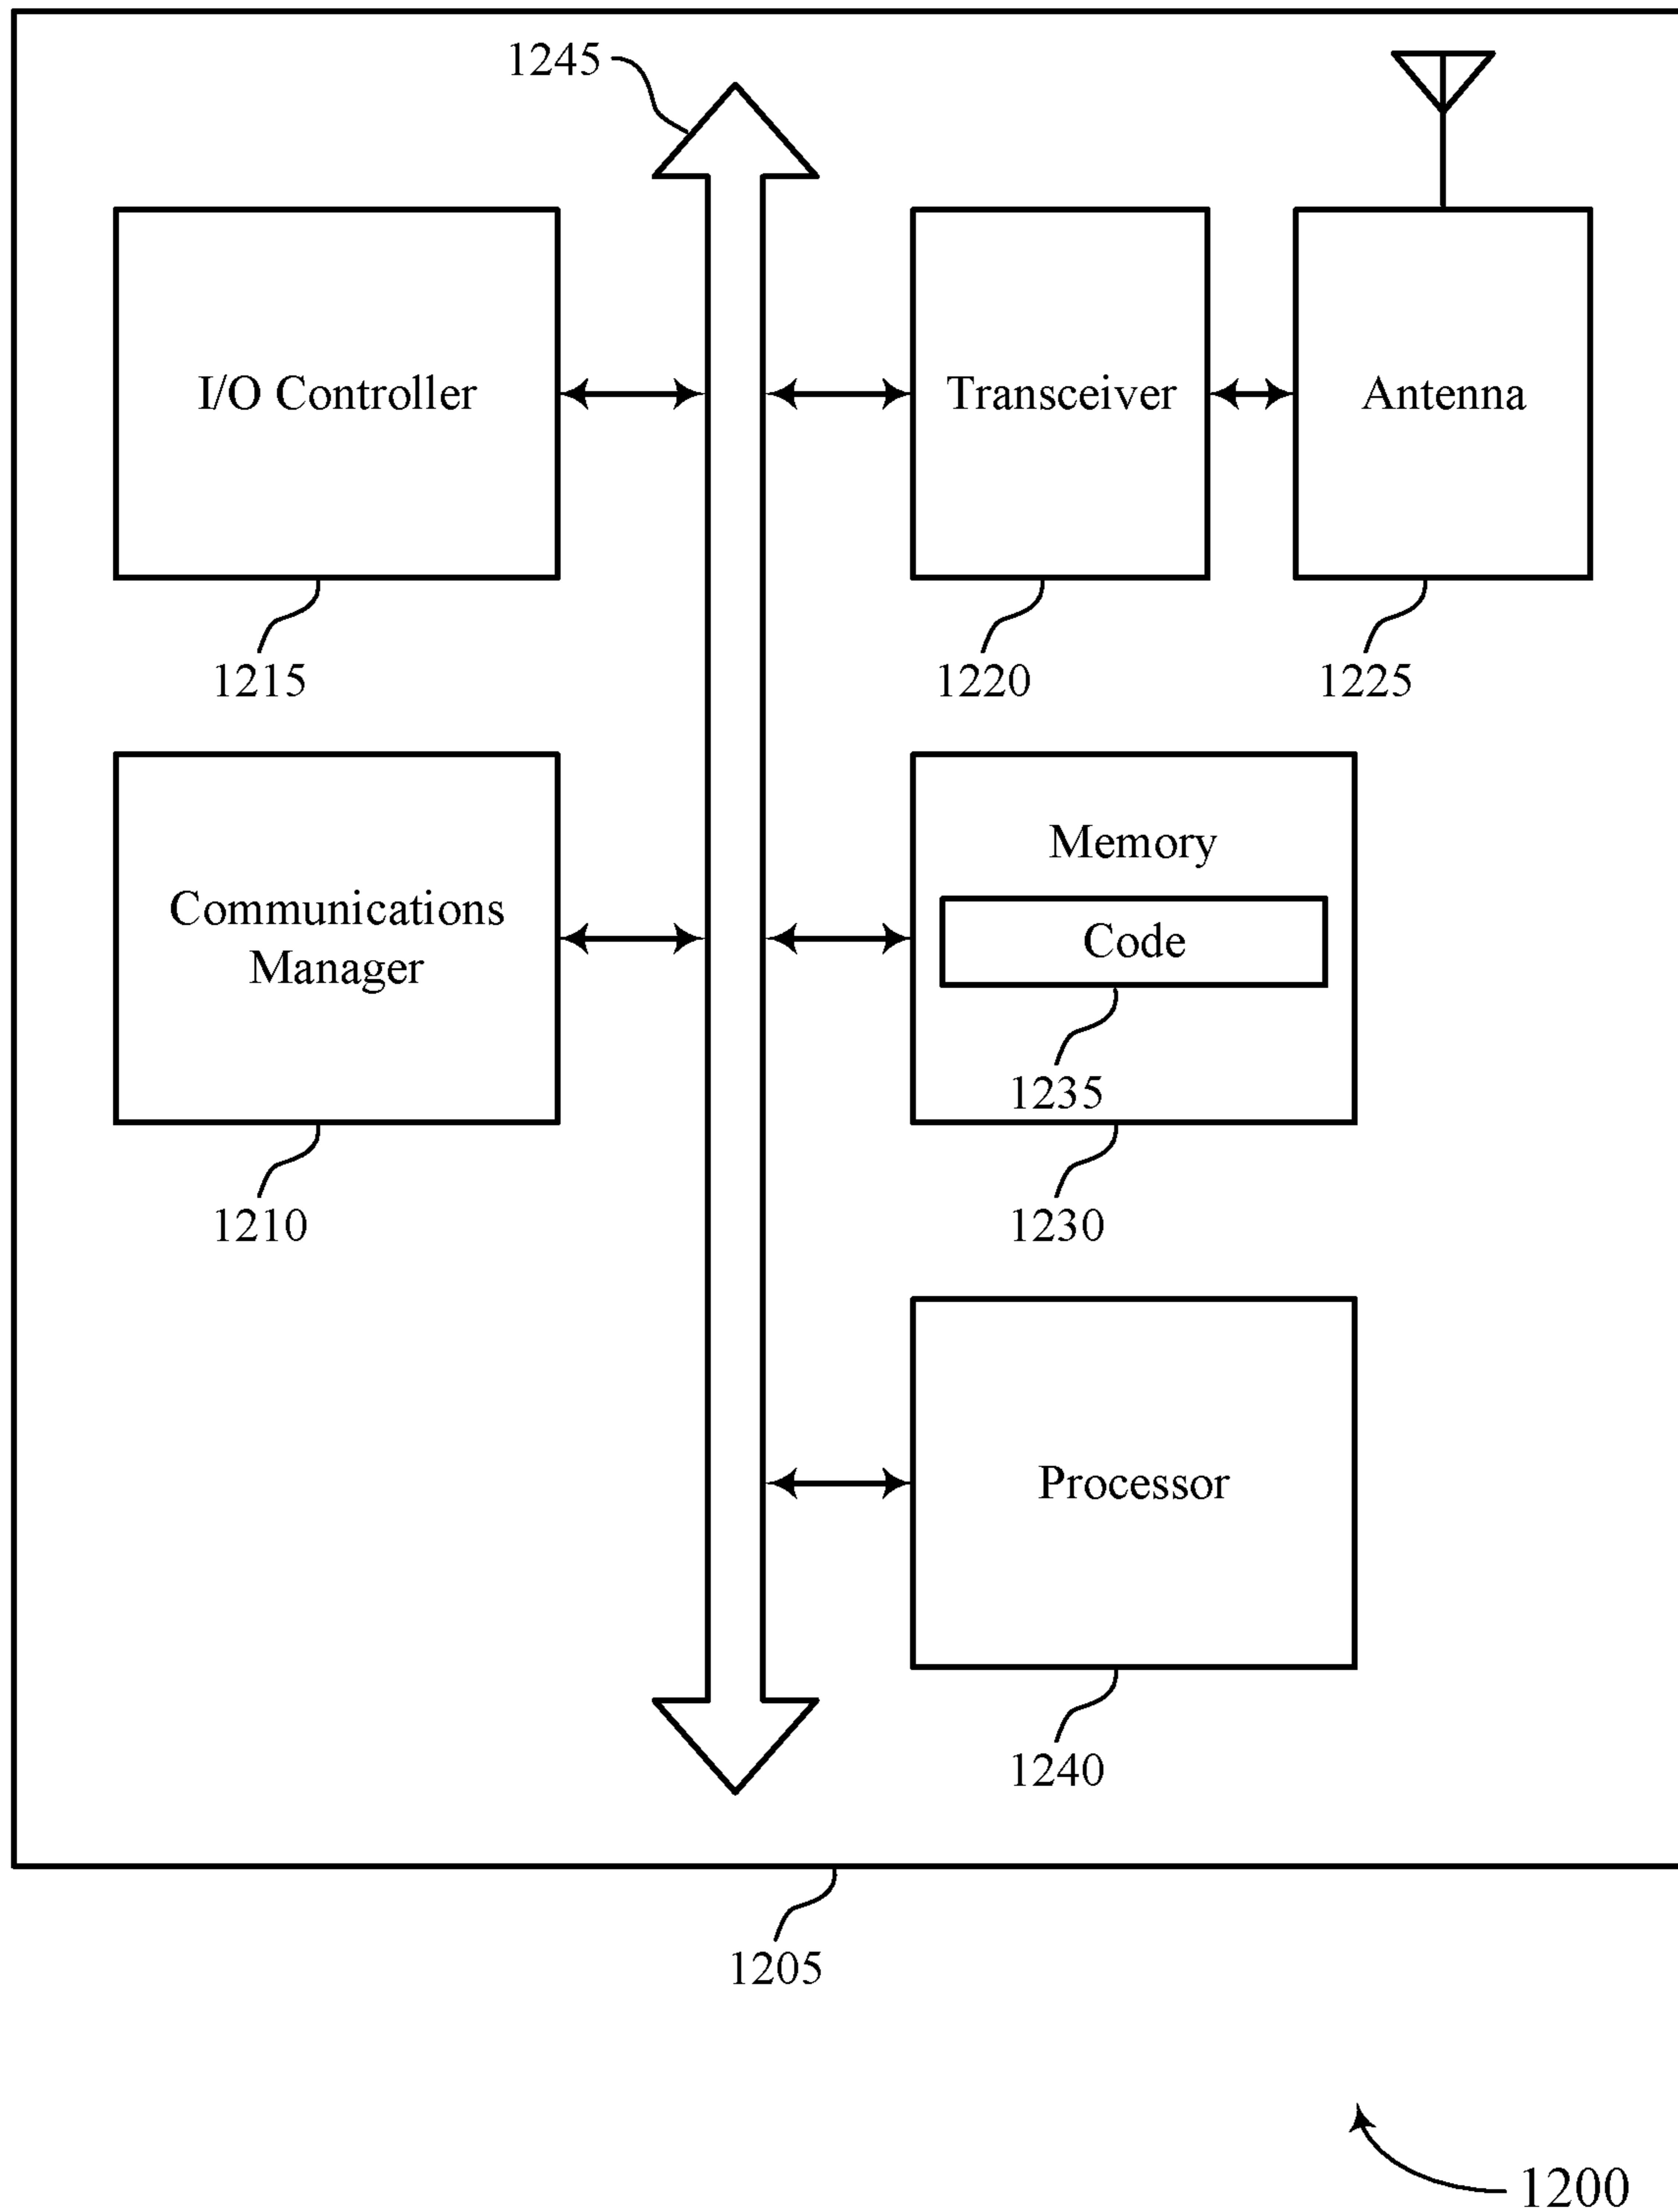 1245
I/O Controller
Transceiver
Antenna
1215
1220
1225
Communications
Manager
Memory
Code
1235
1210
1230
Processor
1240
1205
1200